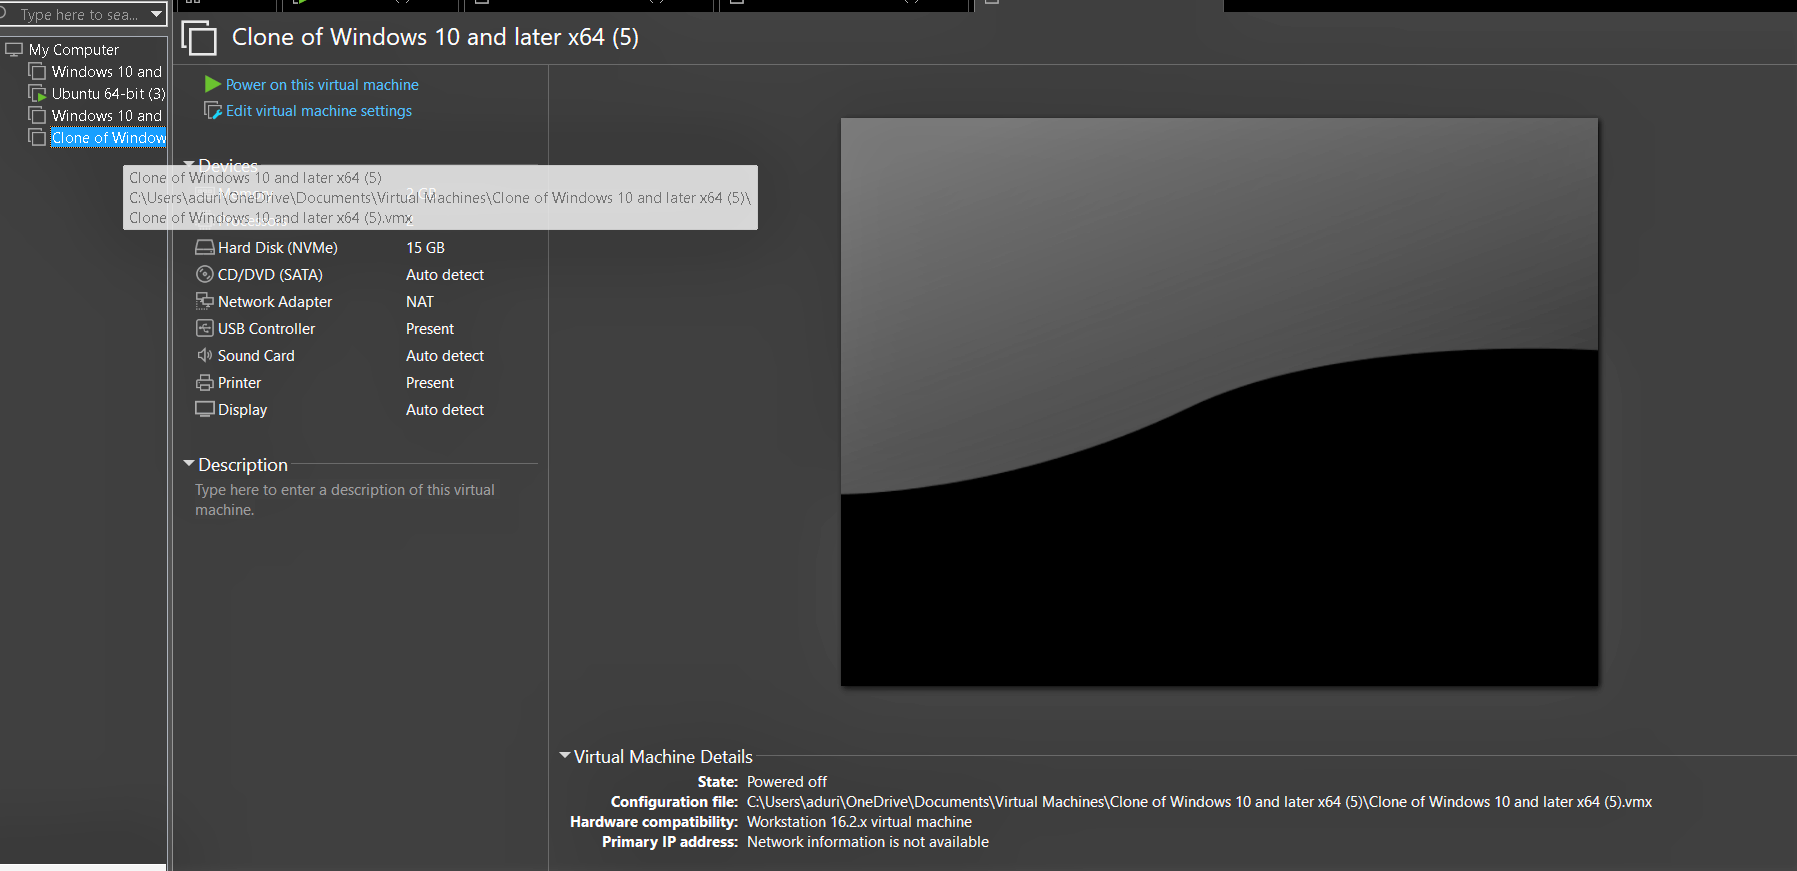 Type here to sea...
My Computer
Windows 10 and
Ubuntu 64-bit (3)
Windows 10 and
Clone of Window
Clone of Windows 10 and later x64 (5)
Power on this virtual machine
Edit virtual machine settings
Devices
Clone of Windows 10 and later x64 (5)
C:\Users\aduri\OneDrive\Documents\Virtual Machines\Clone of Windows 10 and later x64 (5)\
Clone of Windows 10 and later x64 (5).vmx
Memory 2 GB
Processors 2
Hard Disk (NVMe) 15 GB
CD/DVD (SATA) Auto detect
Network Adapter NAT
USB Controller Present
Sound Card Auto detect
Printer Present
Display Auto detect
Description
Type here to enter a description of this virtual
machine.
Virtual Machine Details
State: Powered off
Configuration file: C:\Users\aduri\OneDrive\Documents\Virtual Machines\Clone of Windows 10 and later x64 (5)\Clone of Windows 10 and later x64 (5).vmx
Hardware compatibility: Workstation 16.2.x virtual machine
Primary IP address: Network information is not available